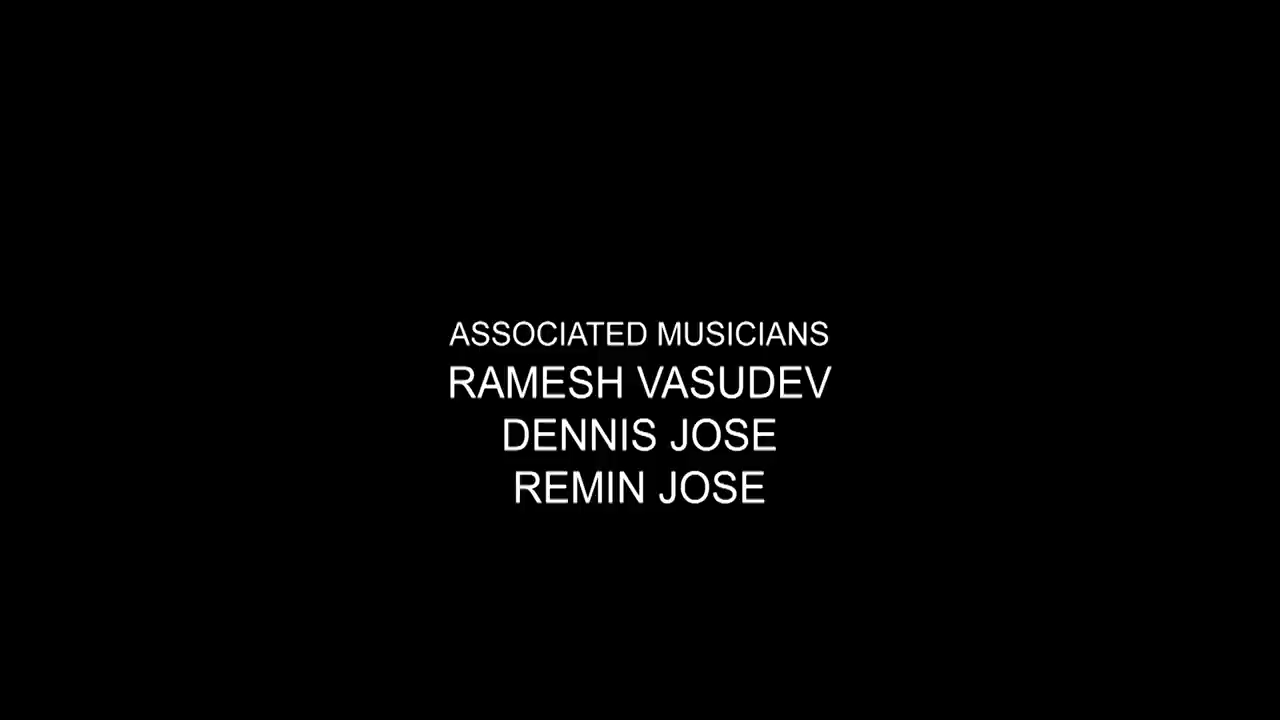 ASSOCIATED MUSICIANS
RAMESH VASUDEV
DENNIS JOSE
REMIN JOSE